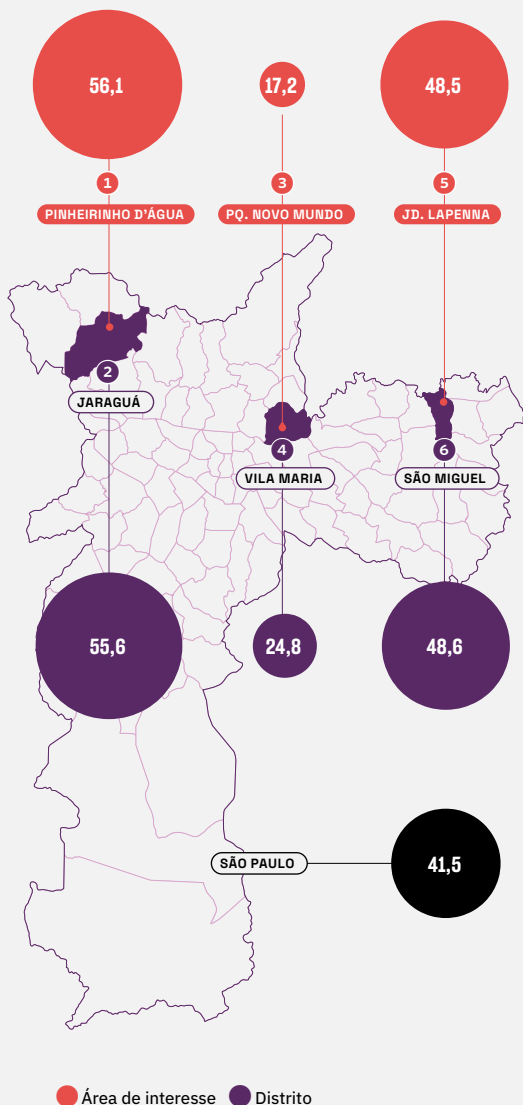 56,1
17,2
48,5
1
3
5
PINHEIRINHO D'ÁGUA
PQ. NOVO MUNDO
JD. LAPENNA
2
JARAGUÁ
4
6
VILA MARIA
SÃO MIGUEL
55,6
24,8
48,6
SÃO PAULO
41,5
Área de interesse
Distrito